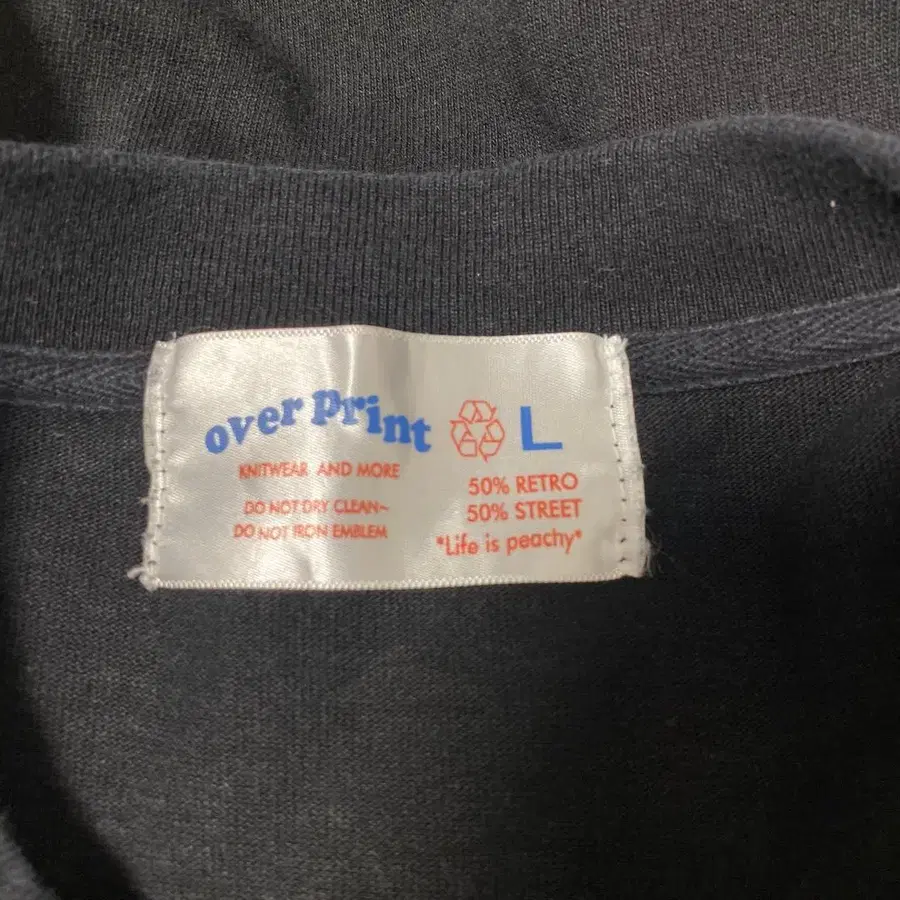 over print L
KNITWEAR AND MORE
DO NOT DRY CLEAN~
DO NOT IRON EMBLEM
50% RETRO
50% STREET
*Life is peachy*